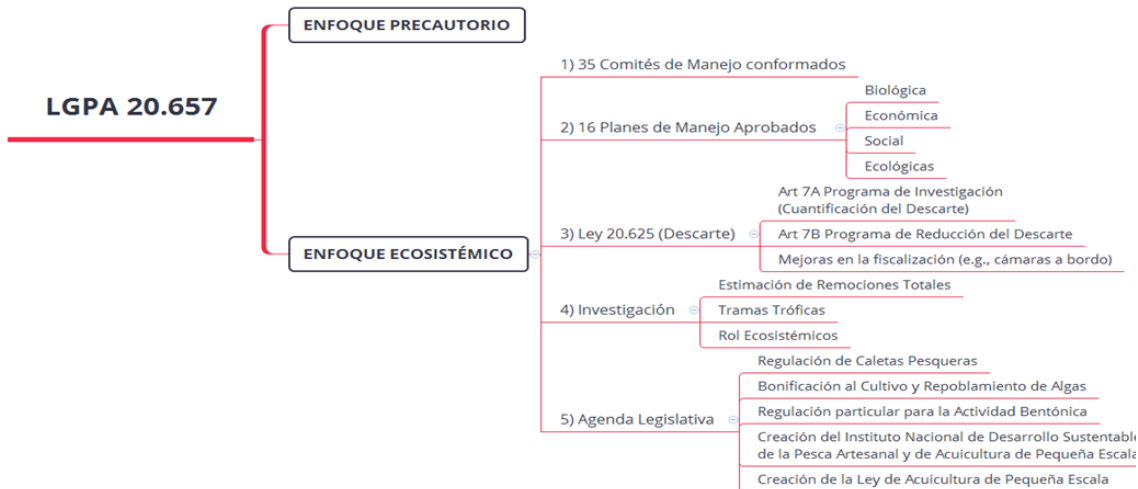 ENFOQUE PRECAUTORIO
LGPA 20.657
ENFOQUE ECOSISTÉMICO
1) 35 Comités de Manejo conformados
2) 16 Planes de Manejo Aprobados
Biológica
Económica
Social
Ecológicas
3) Ley 20.625 (Descarte)
Art 7A Programa de Investigación
(Cuantificación del Descarte)
Art 7B Programa de Reducción del Descarte
Mejoras en la fiscalización (e.g., cámaras a bordo)
4) Investigación
Estimación de Remociones Totales
Tramas Tróficas
Rol Ecosistémicos
5) Agenda Legislativa
Regulación de Caletas Pesqueras
Bonificación al Cultivo y Repoblamiento de Algas
Regulación particular para la Actividad Bentónica
Creación del Instituto Nacional de Desarrollo Sustentable
de la Pesca Artesanal y de Acuicultura de Pequeña Escala
Creación de la Ley de Acuicultura de Pequeña Escala